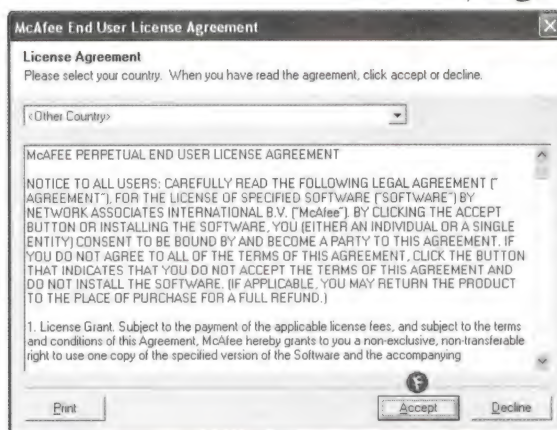 McAfee End User License Agreement
License Agreement
Please select your country. When you have read the agreement, click accept or decline.
<Other Country>
McAFEE PERPETUAL END USER LICENSE AGREEMENT
NOTICE TO ALL USERS: CAREFULLY READ THE FOLLOWING LEGAL AGREEMENT ("
AGREEMENT"), FOR THE LICENSE OF SPECIFIED SOFTWARE ("SOFTWARE") BY
NETWORK ASSOCIATES INTERNATIONAL B.V. ("McAfee"). BY CLICKING THE ACCEPT
BUTTON OR INSTALLING THE SOFTWARE, YOU (EITHER AN INDIVIDUAL OR A SINGLE
ENTITY) CONSENT TO BE BOUND BY AND BECOME A PARTY TO THIS AGREEMENT. IF
YOU DO NOT AGREE TO ALL OF THE TERMS OF THIS AGREEMENT, CLICK THE BUTTON
THAT INDICATES THAT YOU DO NOT ACCEPT THE TERMS OF THIS AGREEMENT AND
DO NOT INSTALL THE SOFTWARE. (IF APPLICABLE, YOU MAY RETURN THE PRODUCT
TO THE PLACE OF PURCHASE FOR A FULL REFUND.)
1. License Grant. Subject to the payment of the applicable license fees, and subject to the terms
and conditions of this Agreement, McAfee hereby grants to you a non-exclusive, non-transferable
right to use one copy of the specified version of the Software and the accompanying
F
Print Accept Decline